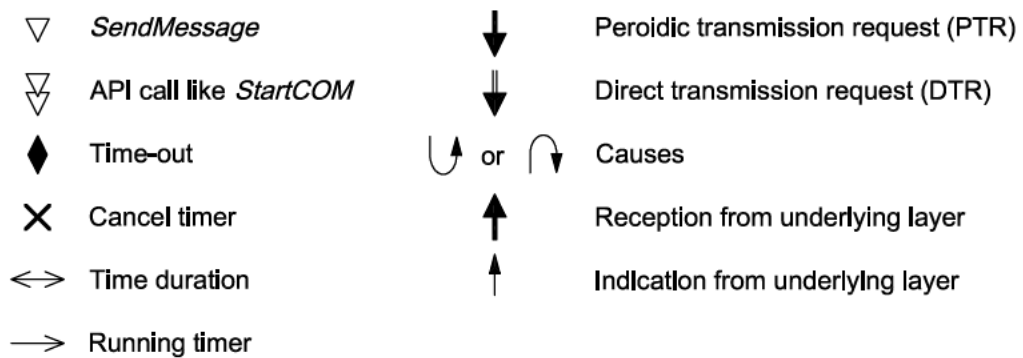 SendMessage
Peroidic transmission request (PTR)
API call like StartCOM
Direct transmission request (DTR)
Time-out
or
Causes
Cancel timer
Reception from underlying layer
Time duration
Indication from underlying layer
Running timer